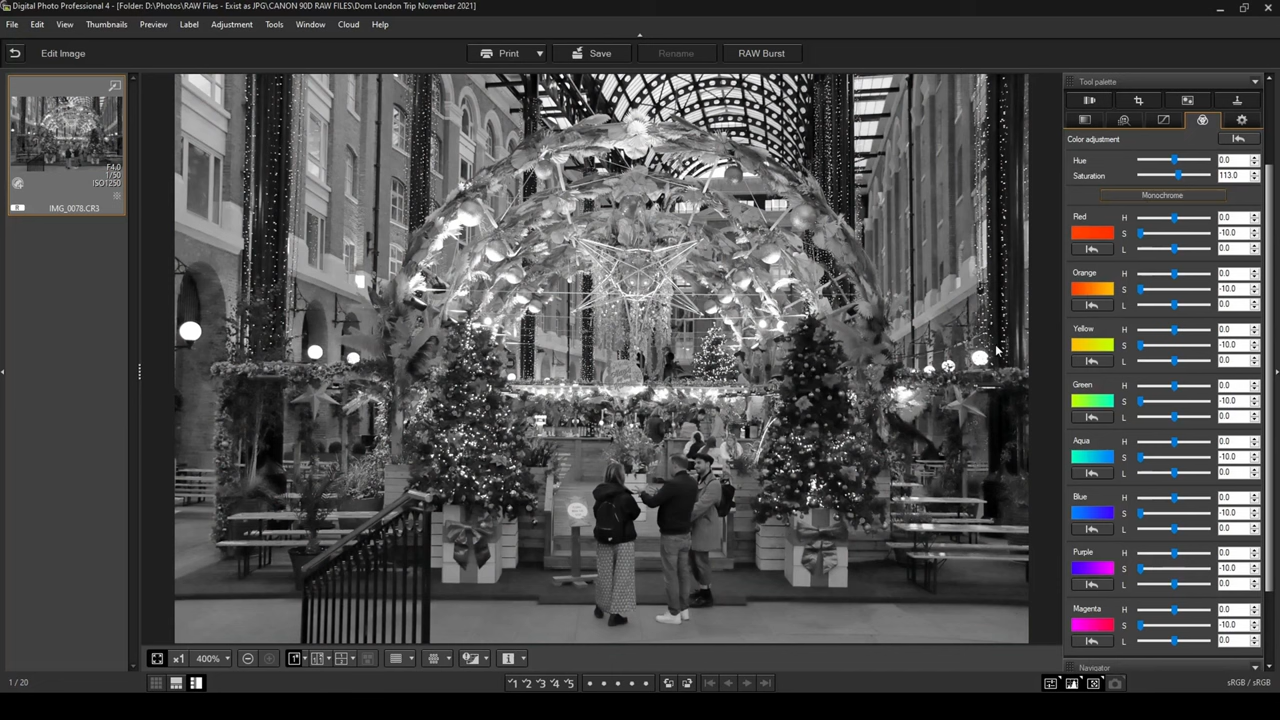 Digital Photo Professional 4 - [Folder: D:\Photos\RAW Files - Exist as JPG\CANON 90D RAW FILES\Dom London Trip November 2021]
File Edit View Thumbnails Preview Label Adjustment Tools Window Cloud Help
Edit Image Print Save Rename RAW Burst
F4.0
1/50
ISO1250
IMG_0078.CR3
Tool palette
Color adjustment
Hue 0.0
Saturation 113.0
Monochrome
Red H 0.0
S -10.0
L 0.0
Orange H 0.0
S -10.0
L 0.0
Yellow H 0.0
S -10.0
L 0.0
Green H 0.0
S -10.0
L 0.0
Aqua H 0.0
S -10.0
L 0.0
Blue H 0.0
S -10.0
L 0.0
Purple H 0.0
S -10.0
L 0.0
Magenta H 0.0
S -10.0
L 0.0
Navigator
x1 400%
1 / 20
1 2 3 4 5
sRGB / sRGB